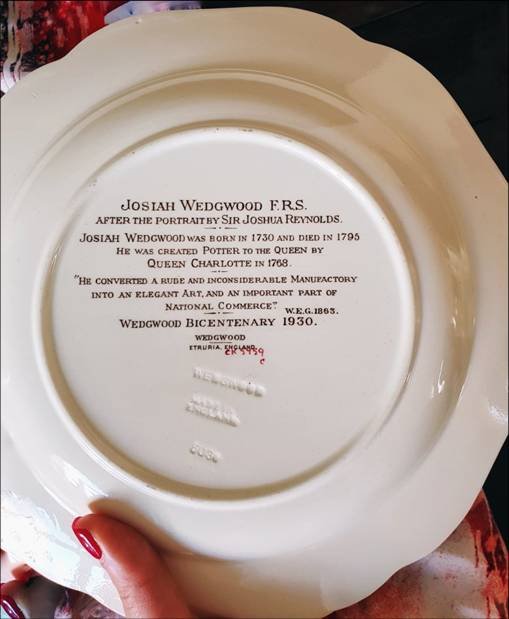 JOSIAH WEDGWOOD F.R.S.
AFTER THE PORTRAIT BY SIR JOSHUA REYNOLDS.
JOSIAH WEDGWOOD WAS BORN IN 1730 AND DIED IN 1795
HE WAS CREATED POTTER TO THE QUEEN BY
QUEEN CHARLOTTE IN 1768.
"HE CONVERTED A RUDE AND INCONSIDERABLE MANUFACTORY
INTO AN ELEGANT ART, AND AN IMPORTANT PART OF
NATIONAL COMMERCE". W.E.G. 1863.
WEDGWOOD BICENTENARY 1930.
WEDGWOOD
ETRURIA, ENGLAND.
WEDGWOOD
MADE IN
ENGLAND